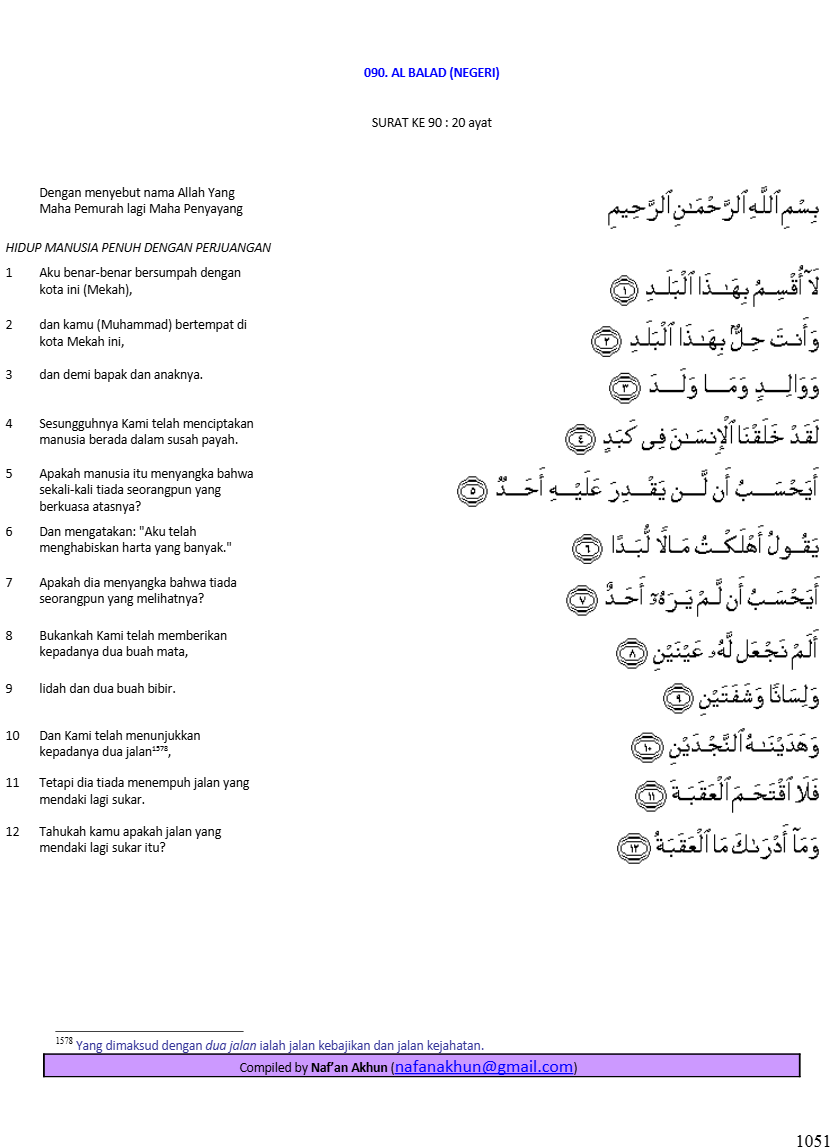 090. AL BALAD (NEGERI)
SURAT KE 90 : 20 ayat
Dengan menyebut nama Allah Yang
Maha Pemurah lagi Maha Penyayang
بِسْمِ ٱللَّهِ ٱلرَّحْمَـٰنِ ٱلرَّحِيمِ
HIDUP MANUSIA PENUH DENGAN PERJUANGAN
1 Aku benar-benar bersumpah dengan
kota ini (Mekah),
لَآ أُقْسِمُ بِهَـٰذَا ٱلْبَلَدِ ١
2 dan kamu (Muhammad) bertempat di
kota Mekah ini,
وَأَنتَ حِلٌّۢ بِهَـٰذَا ٱلْبَلَدِ ٢
3 dan demi bapak dan anaknya.
وَوَالِدٍ وَمَا وَلَدَ ٣
4 Sesungguhnya Kami telah menciptakan
manusia berada dalam susah payah.
لَقَدْ خَلَقْنَا ٱلْإِنسَـٰنَ فِى كَبَدٍ ٤
5 Apakah manusia itu menyangka bahwa
sekali-kali tiada seorangpun yang
berkuasa atasnya?
أَيَحْسَبُ أَن لَّن يَقْدِرَ عَلَيْهِ أَحَدٌ ٥
6 Dan mengatakan: "Aku telah
menghabiskan harta yang banyak."
يَقُولُ أَهْلَكْتُ مَالًا لُّبَدًا ٦
7 Apakah dia menyangka bahwa tiada
seorangpun yang melihatnya?
أَيَحْسَبُ أَن لَّمْ يَرَهُۥٓ أَحَدٌ ٧
8 Bukankah Kami telah memberikan
kepadanya dua buah mata,
أَلَمْ نَجْعَل لَّهُۥ عَيْنَيْنِ ٨
9 lidah dan dua buah bibir.
وَلِسَانًا وَشَفَتَيْنِ ٩
10 Dan Kami telah menunjukkan
kepadanya dua jalan¹⁵⁷⁸,
وَهَدَيْنَـٰهُ ٱلنَّجْدَيْنِ ١٠
11 Tetapi dia tiada menempuh jalan yang
mendaki lagi sukar.
فَلَا ٱقْتَحَمَ ٱلْعَقَبَةَ ١١
12 Tahukah kamu apakah jalan yang
mendaki lagi sukar itu?
وَمَآ أَدْرَىٰكَ مَا ٱلْعَقَبَةُ ١٢
¹⁵⁷⁸ Yang dimaksud dengan dua jalan ialah jalan kebajikan dan jalan kejahatan.
Compiled by Naf'an Akhun (nafanakhun@gmail.com)
1051